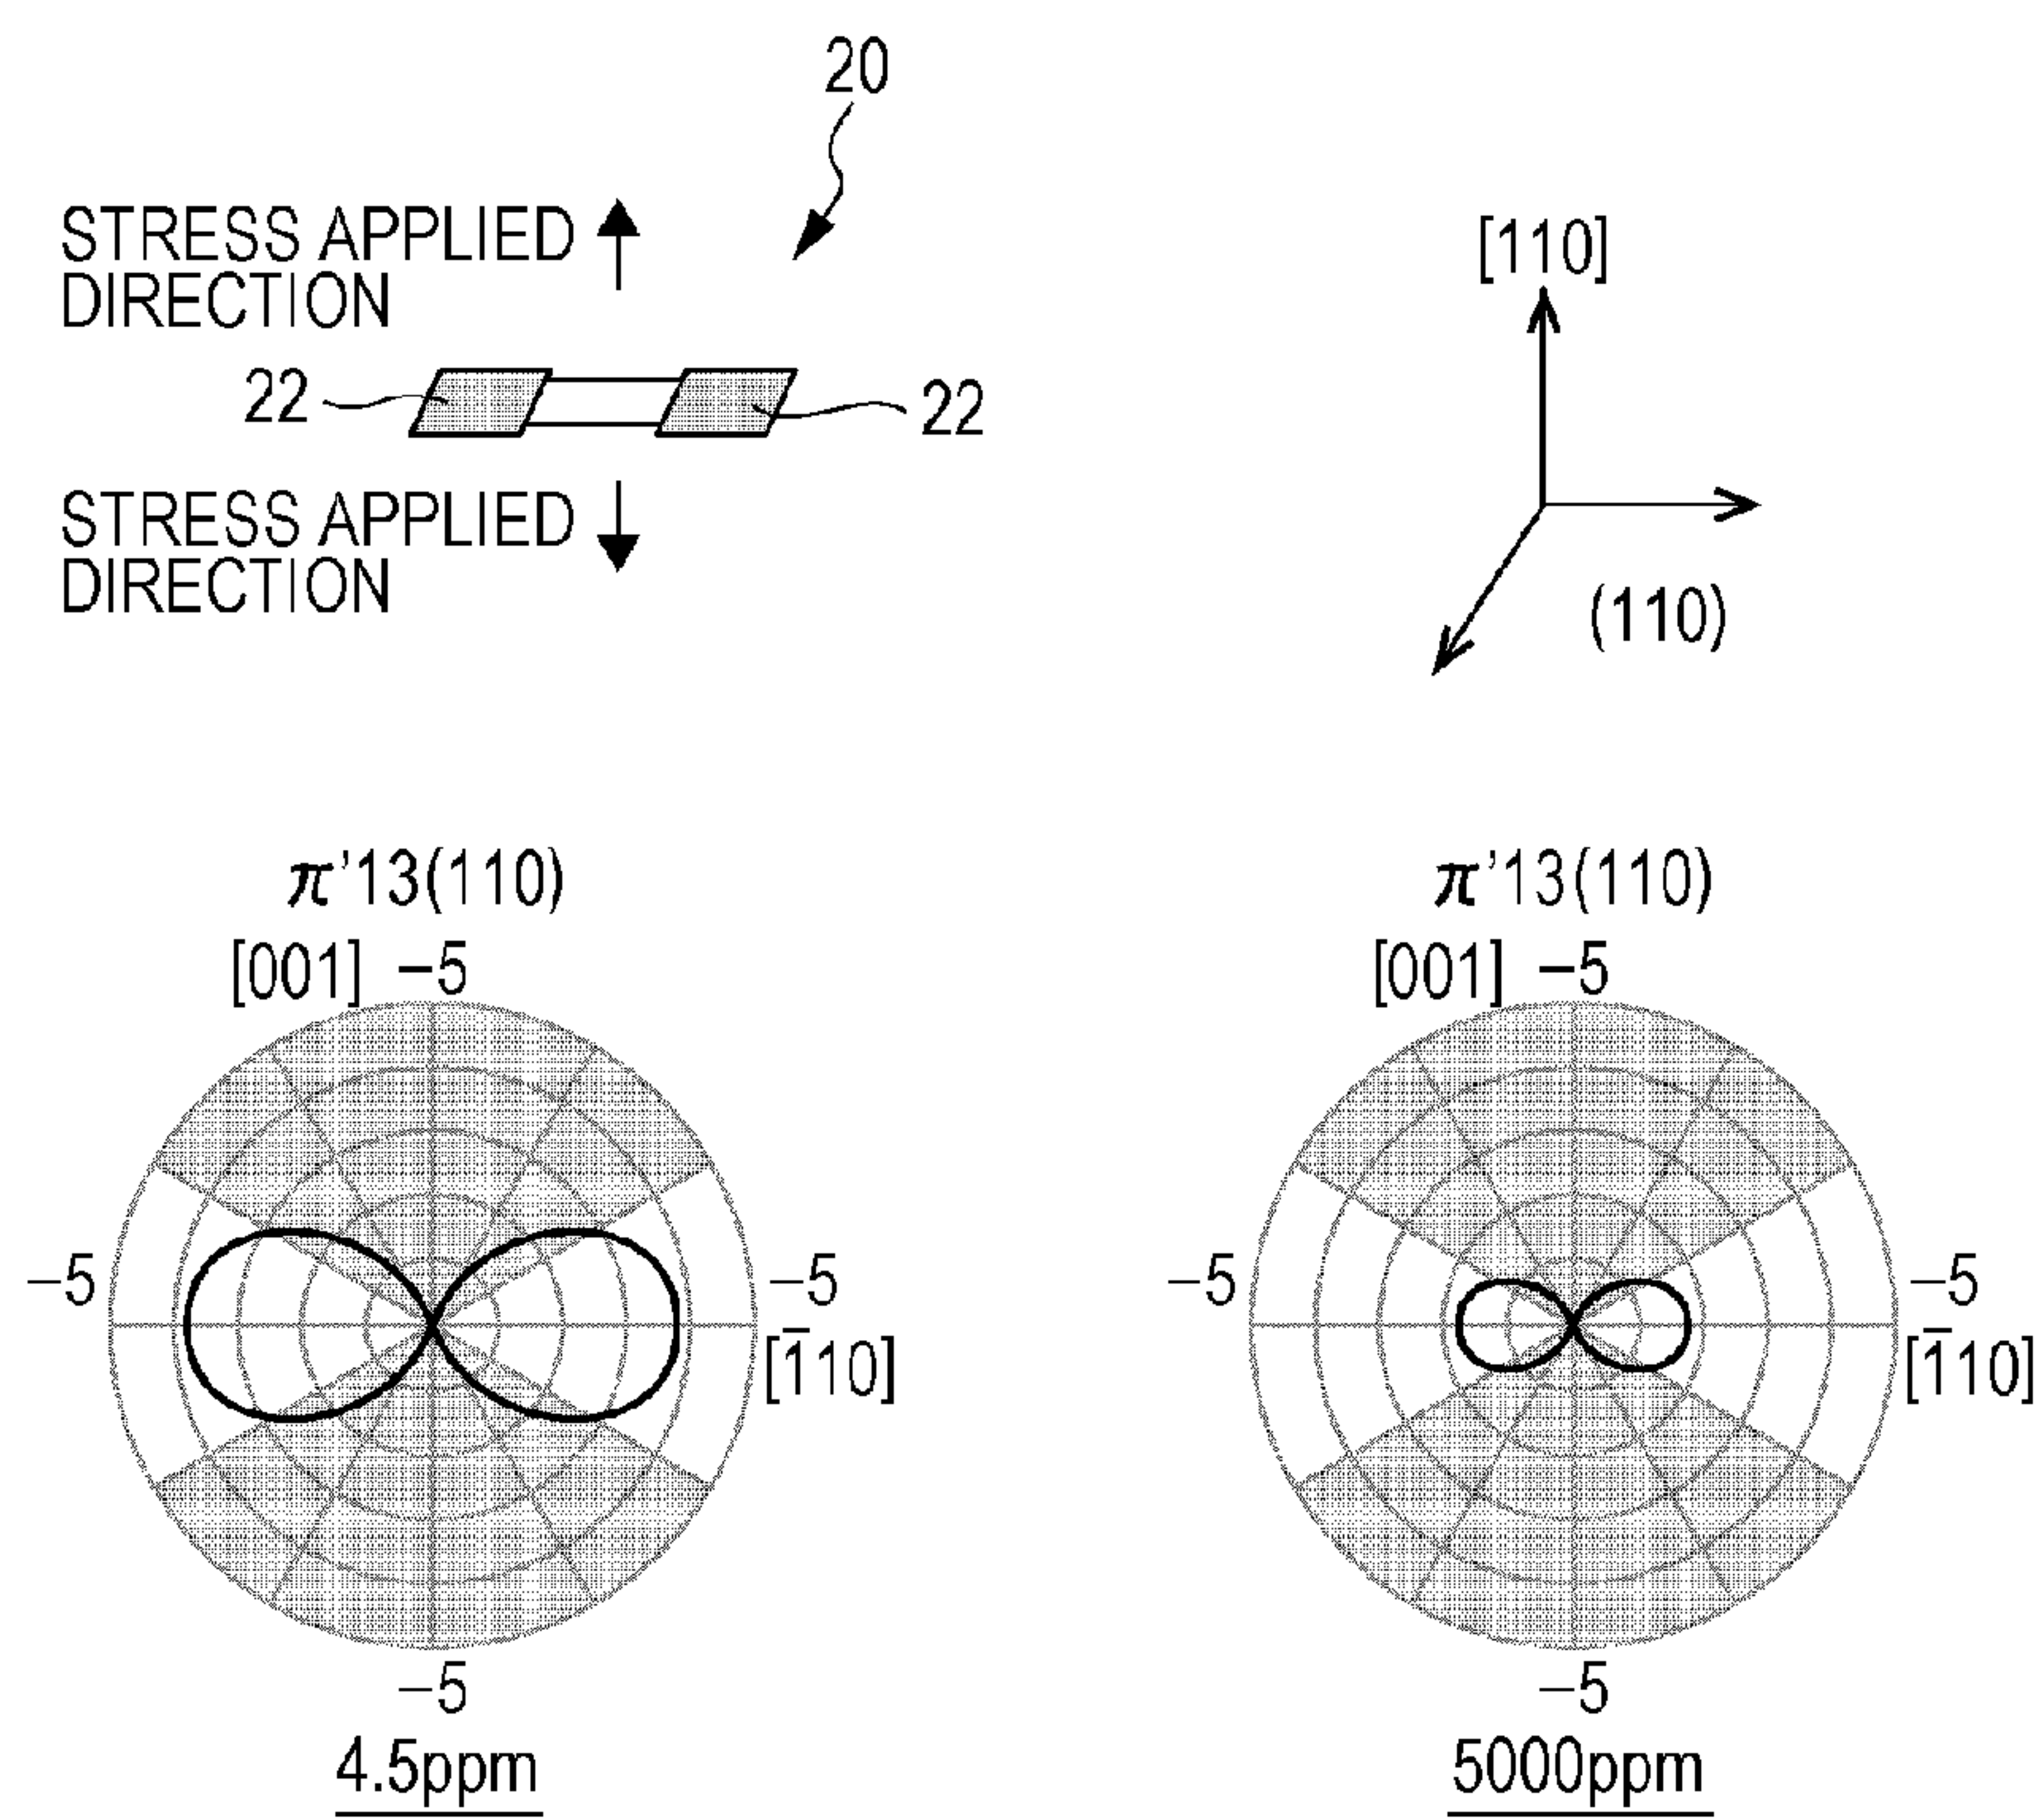 20
STRESS APPLIED
DIRECTION
[110]
22
22
STRESS APPLIED
DIRECTION
(110)
π’13(110)
[001] −5
−5
−5
[1̅10]
−5
4.5ppm
π’13(110)
[001] −5
−5
−5
[1̅10]
−5
5000ppm